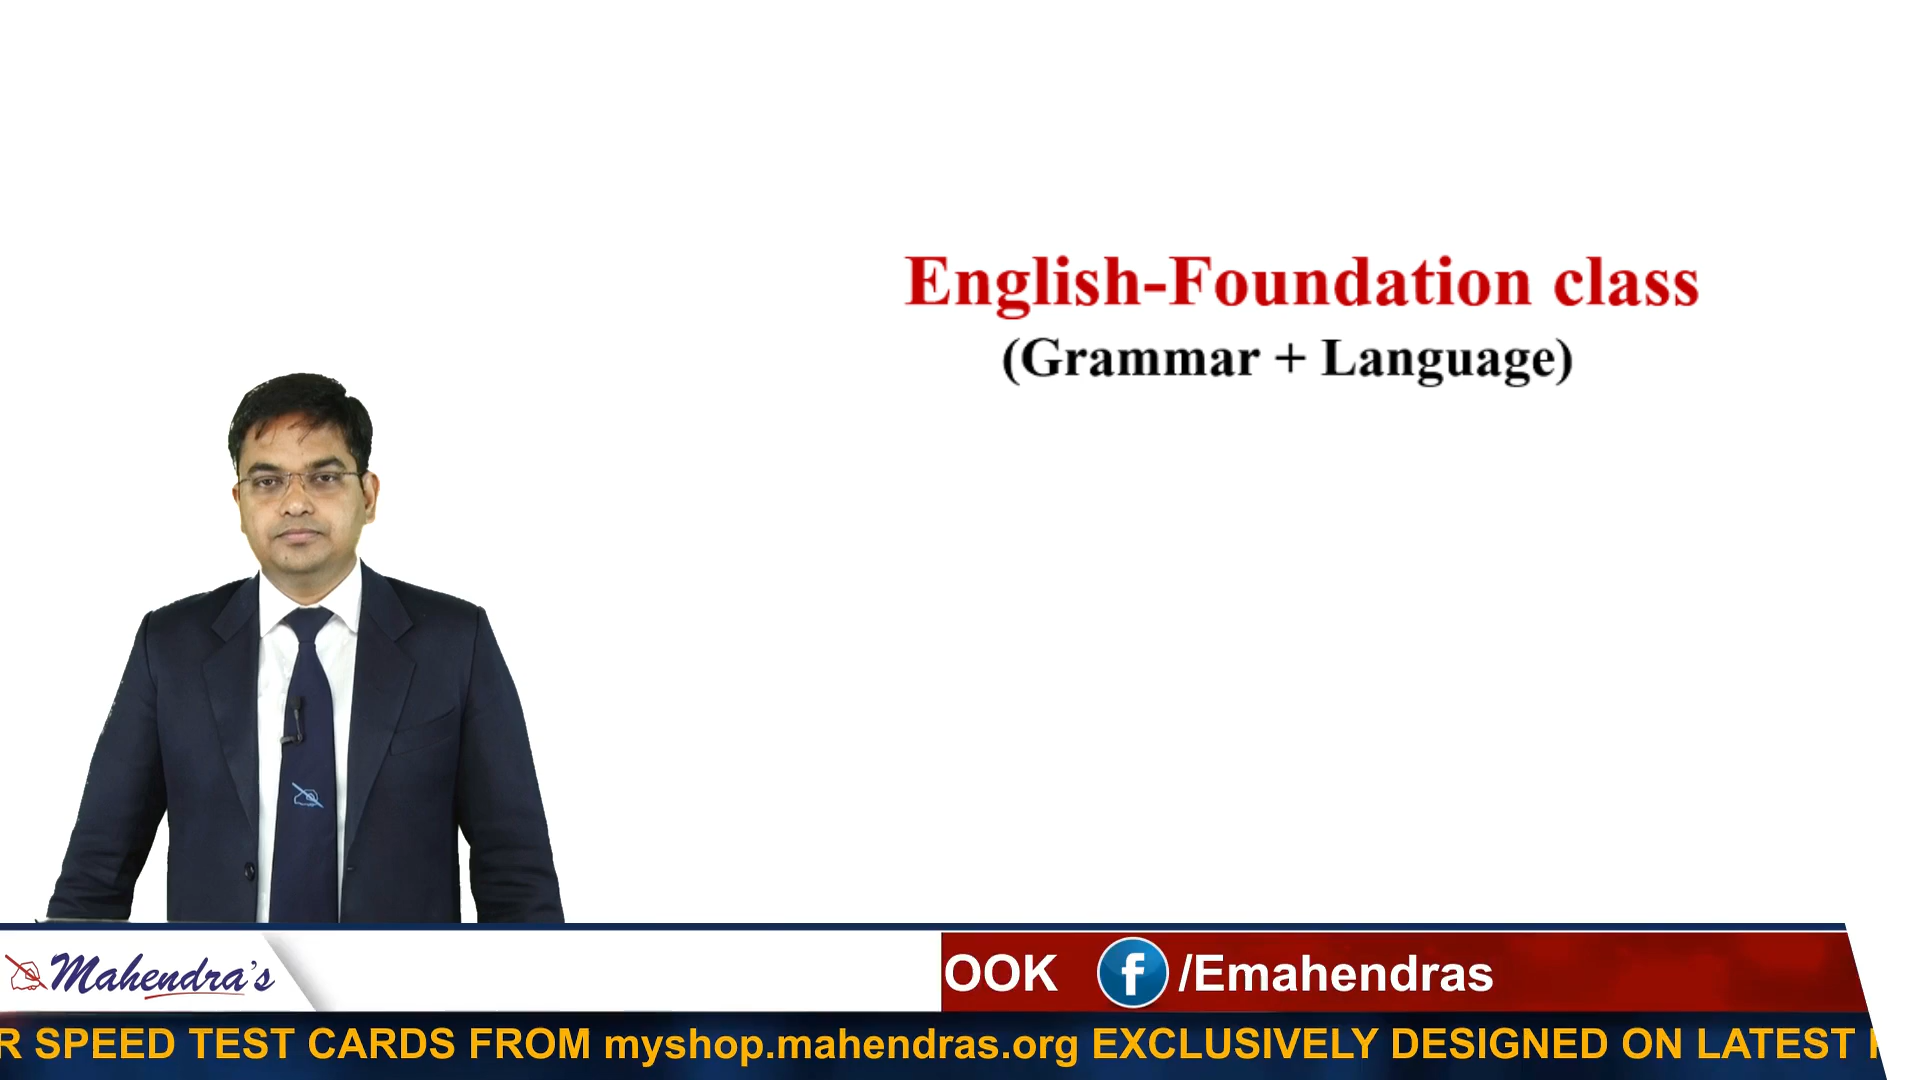 English-Foundation class
(Grammar + Language)
Mahendra's
OOK /Emahendras
R SPEED TEST CARDS FROM myshop.mahendras.org EXCLUSIVELY DESIGNED ON LATEST